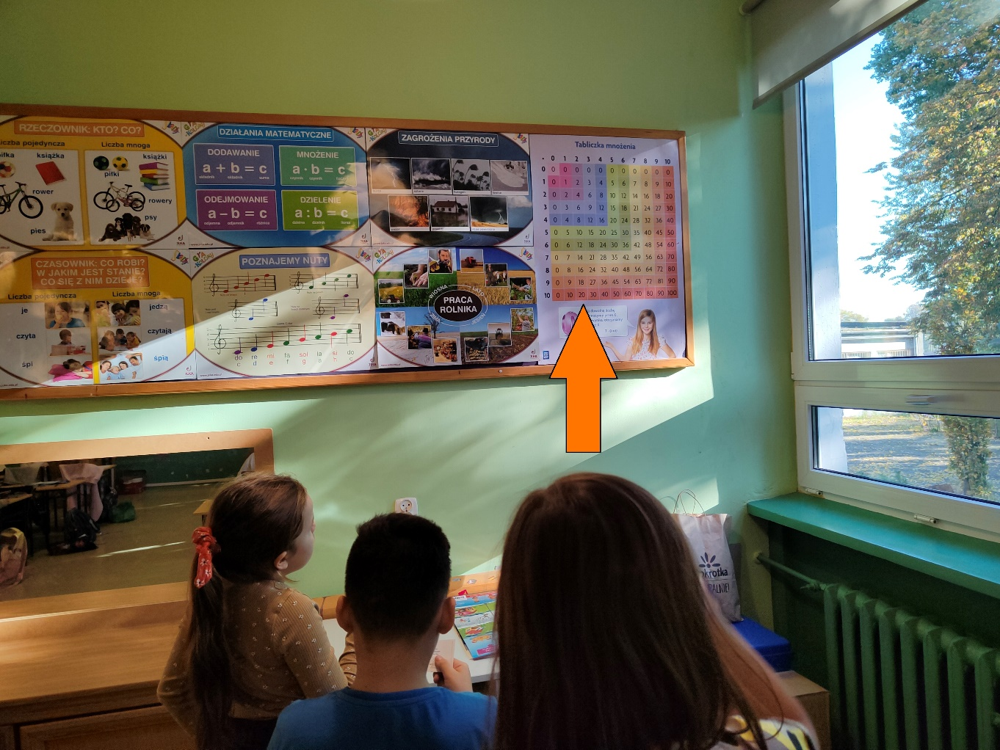 RZECZOWNIK: KTO? CO?
Liczba pojedyncza
Liczba mnoga
piłka
książka
rower
pies
książki
piłki
rowery
psy
DZIAŁANIA MATEMATYCZNE
DODAWANIE
a + b = c
składnik składnik suma
MNOŻENIE
a · b = c
czynnik czynnik
ODEJMOWANIE
a – b = c
odjemna odjemnik różnica
DZIELENIE
a : b = c
dzielna dzielnik iloraz
ZAGROŻENIA PRZYRODY
Tabliczka mnożenia
· 0 1 2 3 4 5 6 7 8 9 10
0 0 0 0 0 0 0 0 0 0 0 0
1 0 1 2 3 4 5 6 7 8 9 10
2 0 2 4 6 8 10 12 14 16 18 20
3 0 3 6 9 12 15 18 21 24 27 30
4 0 4 8 12 16 20 24 28 32 36 40
5 0 5 10 15 20 25 30 35 40 45 50
6 0 6 12 18 24 30 36 42 48 54 60
7 0 7 14 21 28 35 42 49 56 63 70
8 0 8 16 24 32 40 48 56 64 72 80
9 0 9 18 27 36 45 54 63 72 81 90
10 0 10 20 30 40 50 60 70 80 90 100
CZASOWNIK: CO ROBI?
W JAKIM JEST STANIE?
CO SIĘ Z NIM DZIEJE?
Liczba pojedyncza
Liczba mnoga
je
czyta
śpi
jedzą
czytają
śpią
POZNAJEMY NUTY
do re mi fa sol la si do
c d e f g a h c
WIOSNA
LATO
JESIEŃ
PRACA
ROLNIKA
7 · 0 = 0
krotka